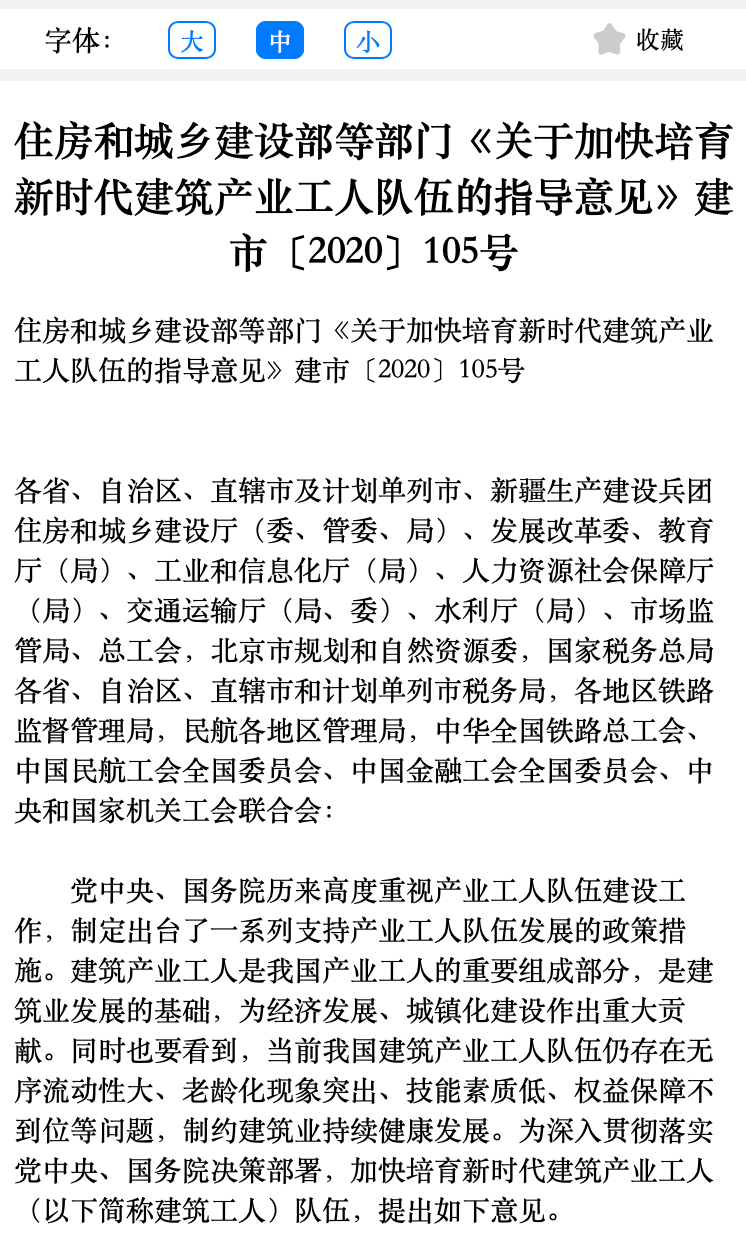 字体： 大 中 小 收藏
住房和城乡建设部等部门《关于加快培育
新时代建筑产业工人队伍的指导意见》建
市〔2020〕105号
住房和城乡建设部等部门《关于加快培育新时代建筑产业
工人队伍的指导意见》建市〔2020〕105号
各省、自治区、直辖市及计划单列市、新疆生产建设兵团
住房和城乡建设厅（委、管委、局）、发展改革委、教育
厅（局）、工业和信息化厅（局）、人力资源社会保障厅
（局）、交通运输厅（局、委）、水利厅（局）、市场监
管局、总工会，北京市规划和自然资源委，国家税务总局
各省、自治区、直辖市和计划单列市税务局，各地区铁路
监督管理局，民航各地区管理局，中华全国铁路总工会、
中国民航工会全国委员会、中国金融工会全国委员会、中
央和国家机关工会联合会：
党中央、国务院历来高度重视产业工人队伍建设工
作，制定出台了一系列支持产业工人队伍发展的政策措
施。建筑产业工人是我国产业工人的重要组成部分，是建
筑业发展的基础，为经济发展、城镇化建设作出重大贡
献。同时也要看到，当前我国建筑产业工人队伍仍存在无
序流动性大、老龄化现象突出、技能素质低、权益保障不
到位等问题，制约建筑业持续健康发展。为深入贯彻落实
党中央、国务院决策部署，加快培育新时代建筑产业工人
（以下简称建筑工人）队伍，提出如下意见。